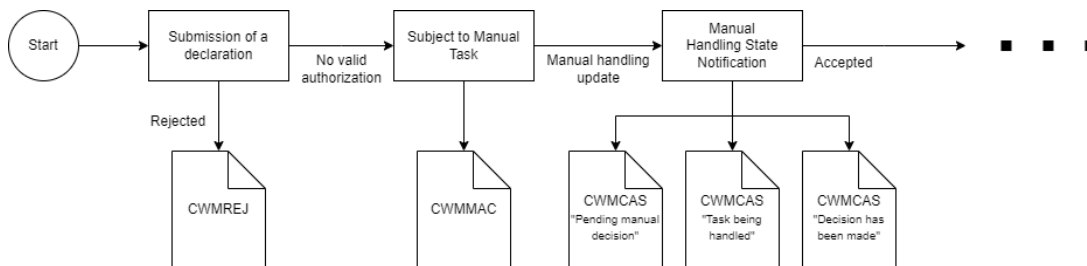 Start
Submission of a
declaration
No valid
authorization
Subject to Manual
Task
Manual handling
update
Manual
Handling State
Notification
Accepted
Rejected
CWMREJ
CWMMAC
CWMCAS
"Pending manual
decision"
CWMCAS
"Task being
handled"
CWMCAS
"Decision has
been made"